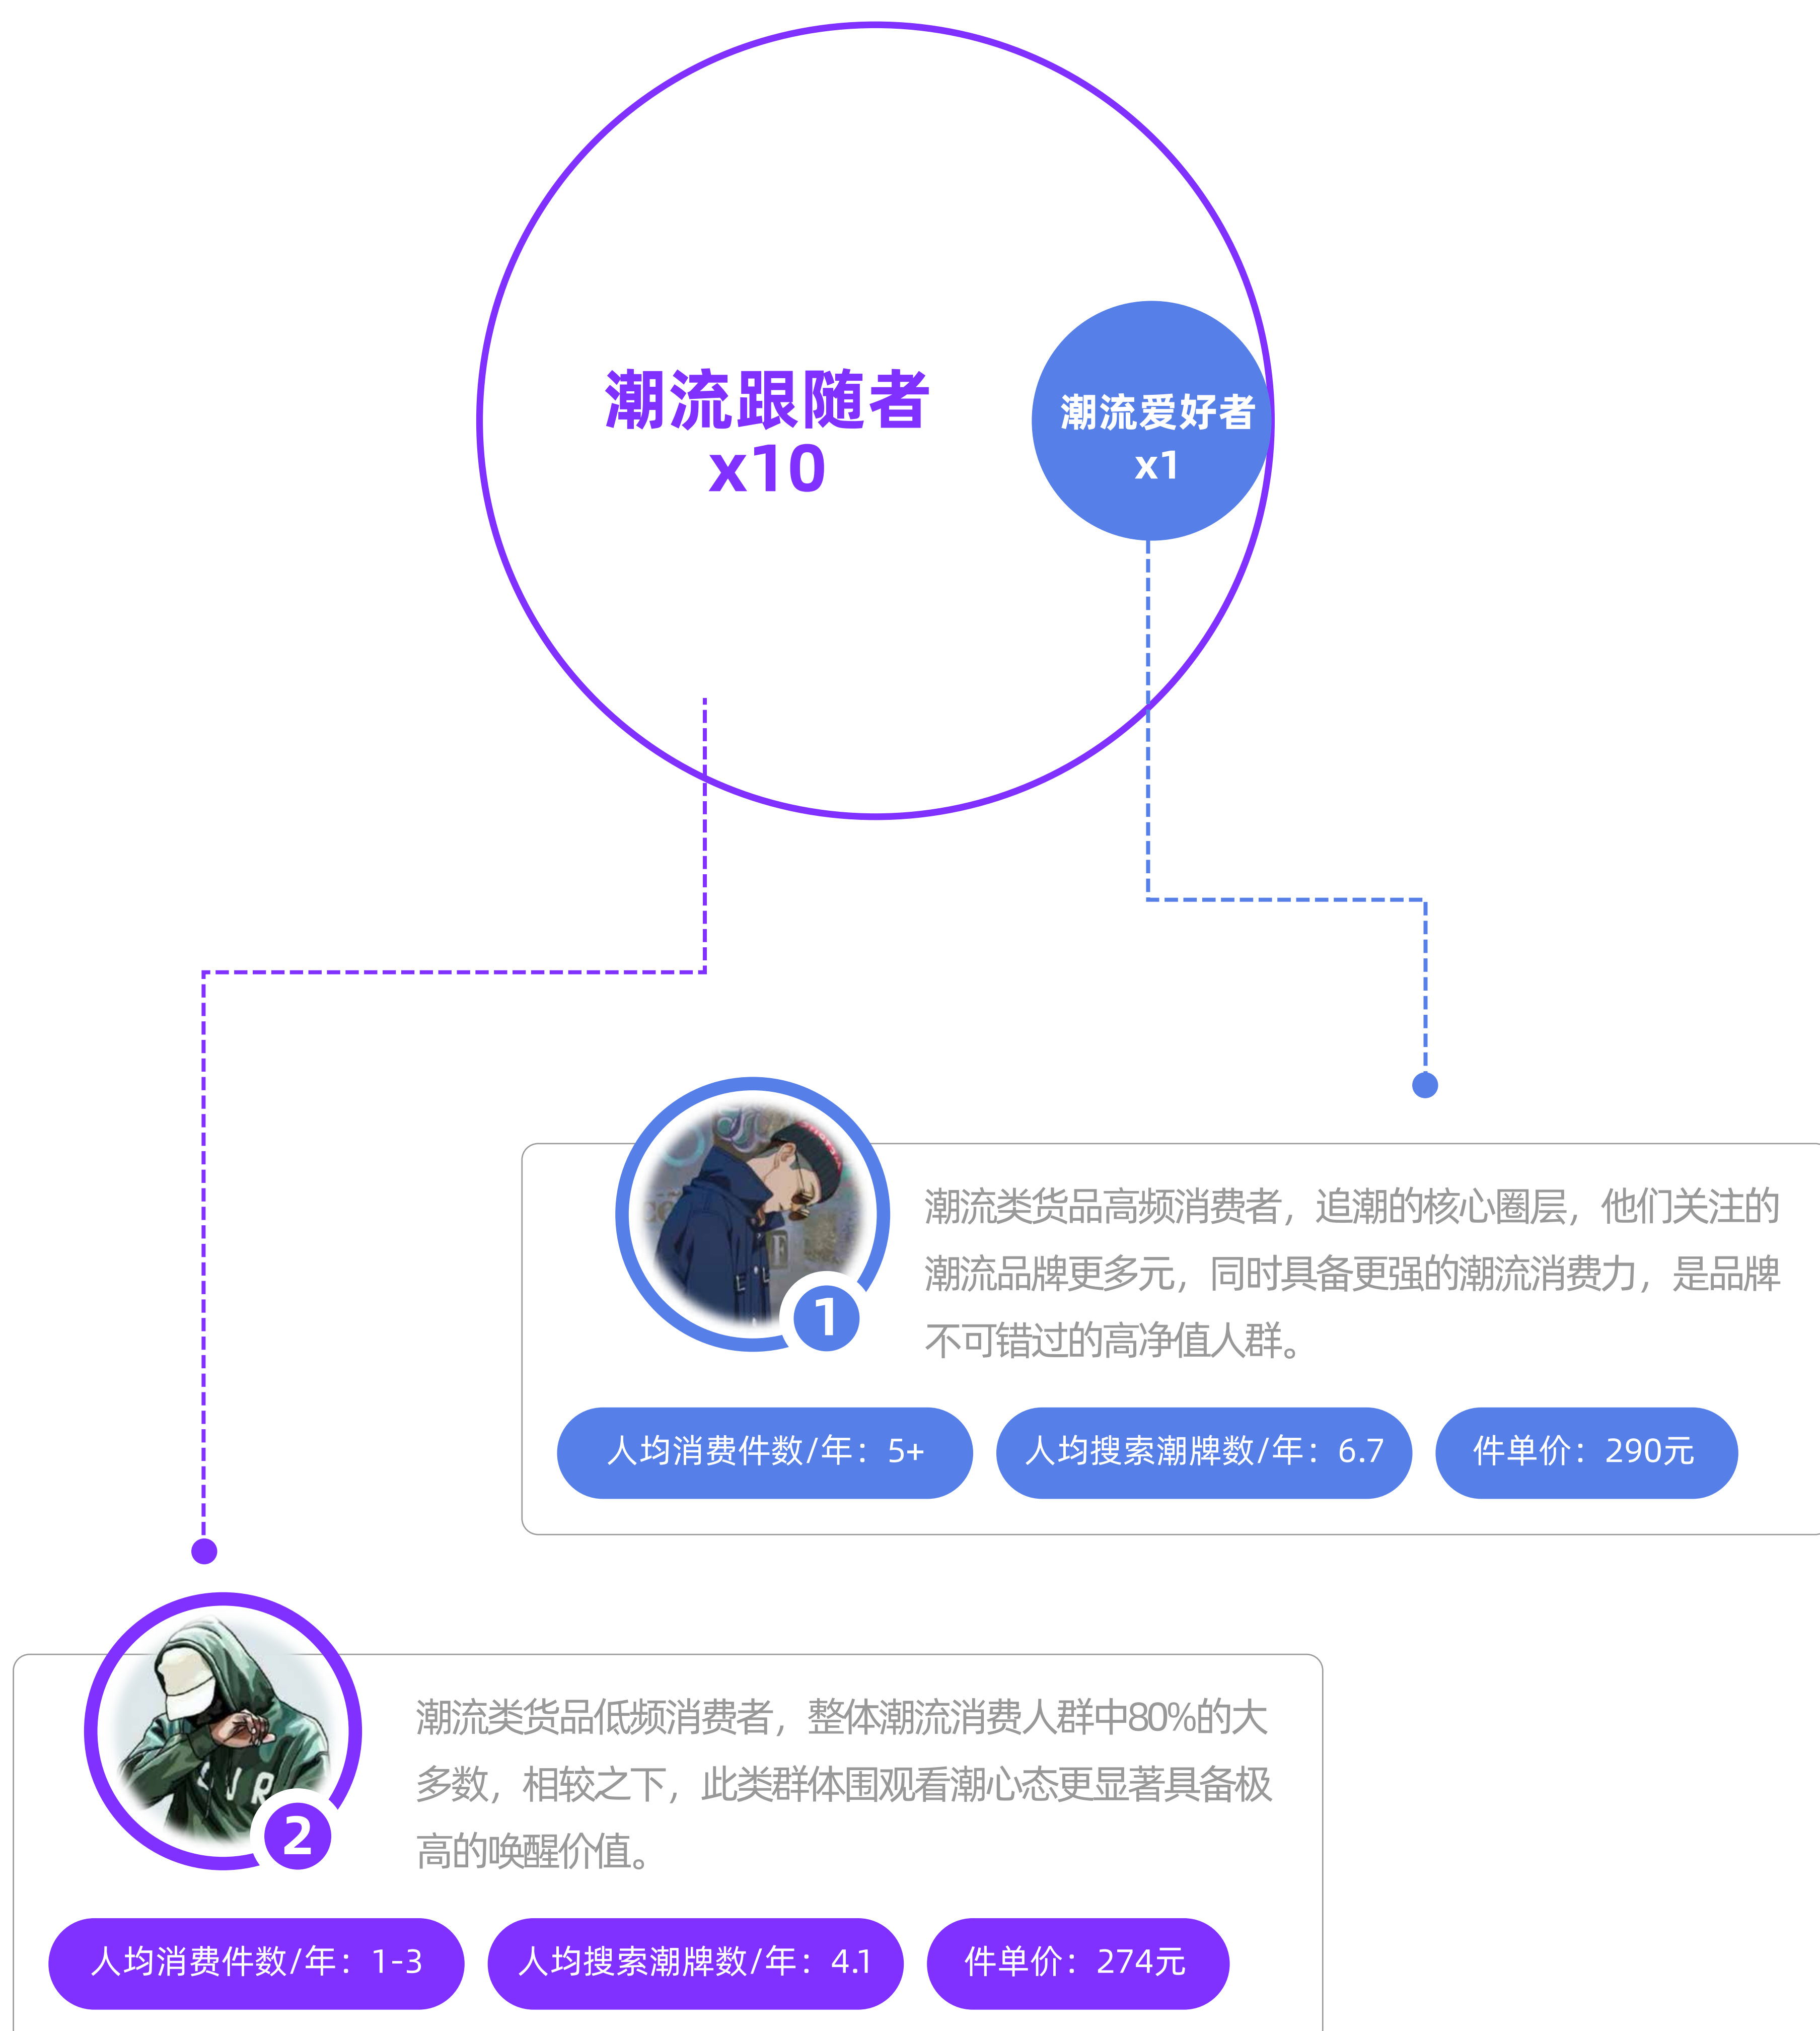 潮流跟随者
x10
潮流爱好者
x1
潮流类货品高频消费者，追潮的核心圈层，他们关注的
潮流品牌更多元，同时具备更强的潮流消费力，是品牌
不可错过的高净值人群。
1
人均消费件数/年：5+
人均搜索潮牌数/年：6.7
件单价：290元
潮流类货品低频消费者，整体潮流消费人群中80%的大
多数，相较之下，此类群体围观看潮心态更显著具备极
高的唤醒价值。
2
人均消费件数/年：1-3
人均搜索潮牌数/年：4.1
件单价：274元